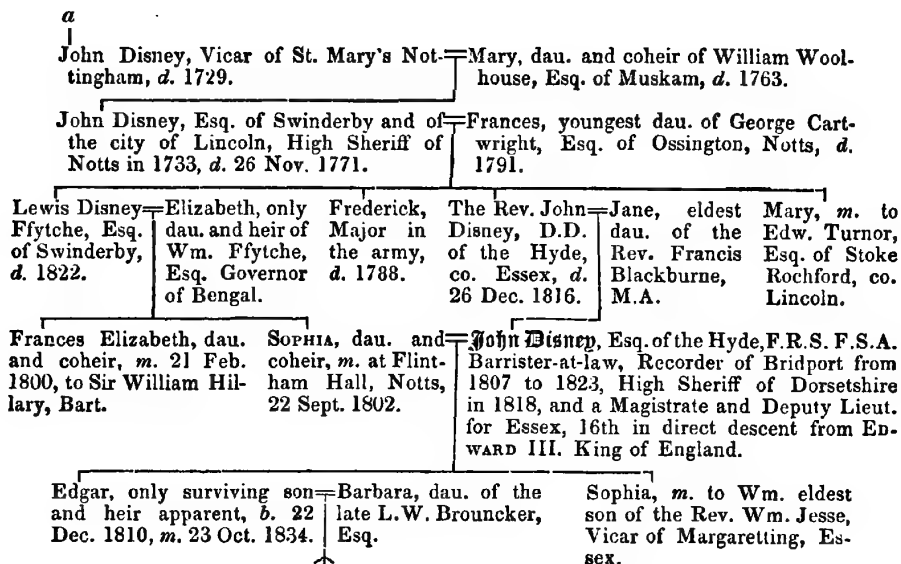 a
John Disney, Vicar of St. Mary's Not-
tingham, d. 1729.
Mary, dau. and coheir of William Wool-
house, Esq. of Muskam, d. 1763.
John Disney, Esq. of Swinderby and of
the city of Lincoln, High Sheriff of
Notts in 1733, d. 26 Nov. 1771.
Frances, youngest dau. of George Cart-
wright, Esq. of Ossington, Notts, d.
1791.
Lewis Disney
Ffytche, Esq.
of Swinderby,
d. 1822.
Elizabeth, only
dau. and heir of
Wm. Ffytche,
Esq. Governor
of Bengal.
Frederick,
Major in
the army,
d. 1788.
The Rev. John
Disney, D.D.
of the Hyde,
co. Essex, d.
26 Dec. 1816.
Jane, eldest
dau. of the
Rev. Francis
Blackburne,
M.A.
Mary, m. to
Edw. Turnor,
Esq. of Stoke
Rochford, co.
Lincoln.
Frances Elizabeth, dau.
and coheir, m. 21 Feb.
1800, to Sir William Hil-
lary, Bart.
SOPHIA, dau. and
coheir, m. at Flint-
ham Hall, Notts,
22 Sept. 1802.
John Disney, Esq. of the Hyde, F.R.S. F.S.A.
Barrister-at-law, Recorder of Bridport from
1807 to 1823, High Sheriff of Dorsetshire
in 1818, and a Magistrate and Deputy Lieut.
for Essex, 16th in direct descent from ED-
WARD III. King of England.
Edgar, only surviving son
and heir apparent, b. 22
Dec. 1810, m. 23 Oct. 1834.
Barbara, dau. of the
late L.W. Brouncker,
Esq.
Sophia, m. to Wm. eldest
son of the Rev. Wm. Jesse,
Vicar of Margaretting, Es-
sex.